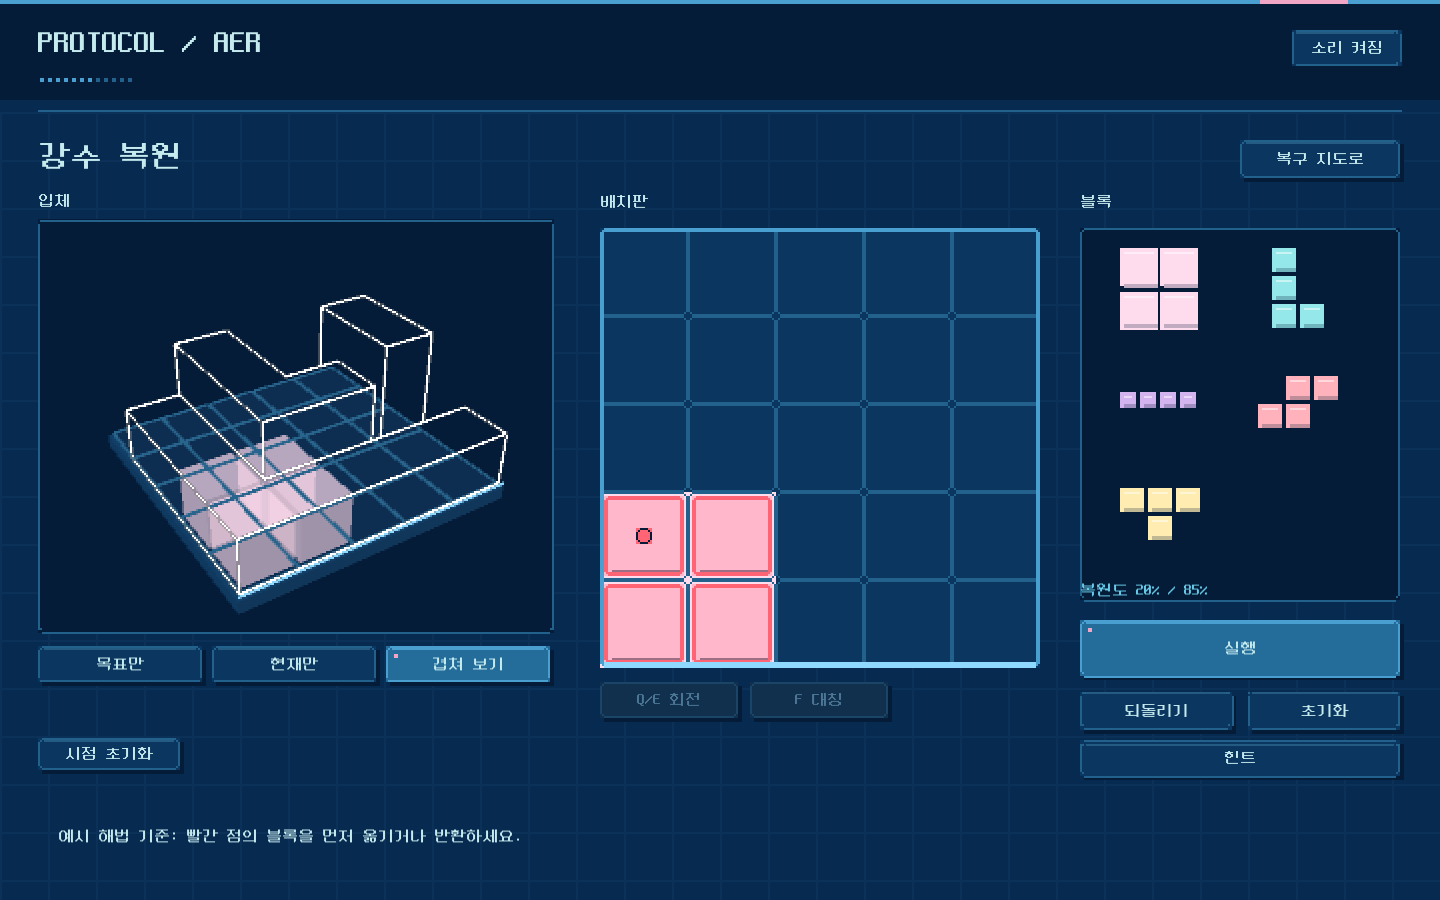 PROTOCOL / AER
소리 켜짐
강수 복원
복구 지도로
입체
배치판
블록
복원도 20% / 85%
실행
목표만
현재만
겹쳐 보기
Q/E 회전
F 대칭
되돌리기
초기화
시점 초기화
힌트
예시 해법 기준: 빨간 점의 블록을 먼저 옮기거나 반환하세요.